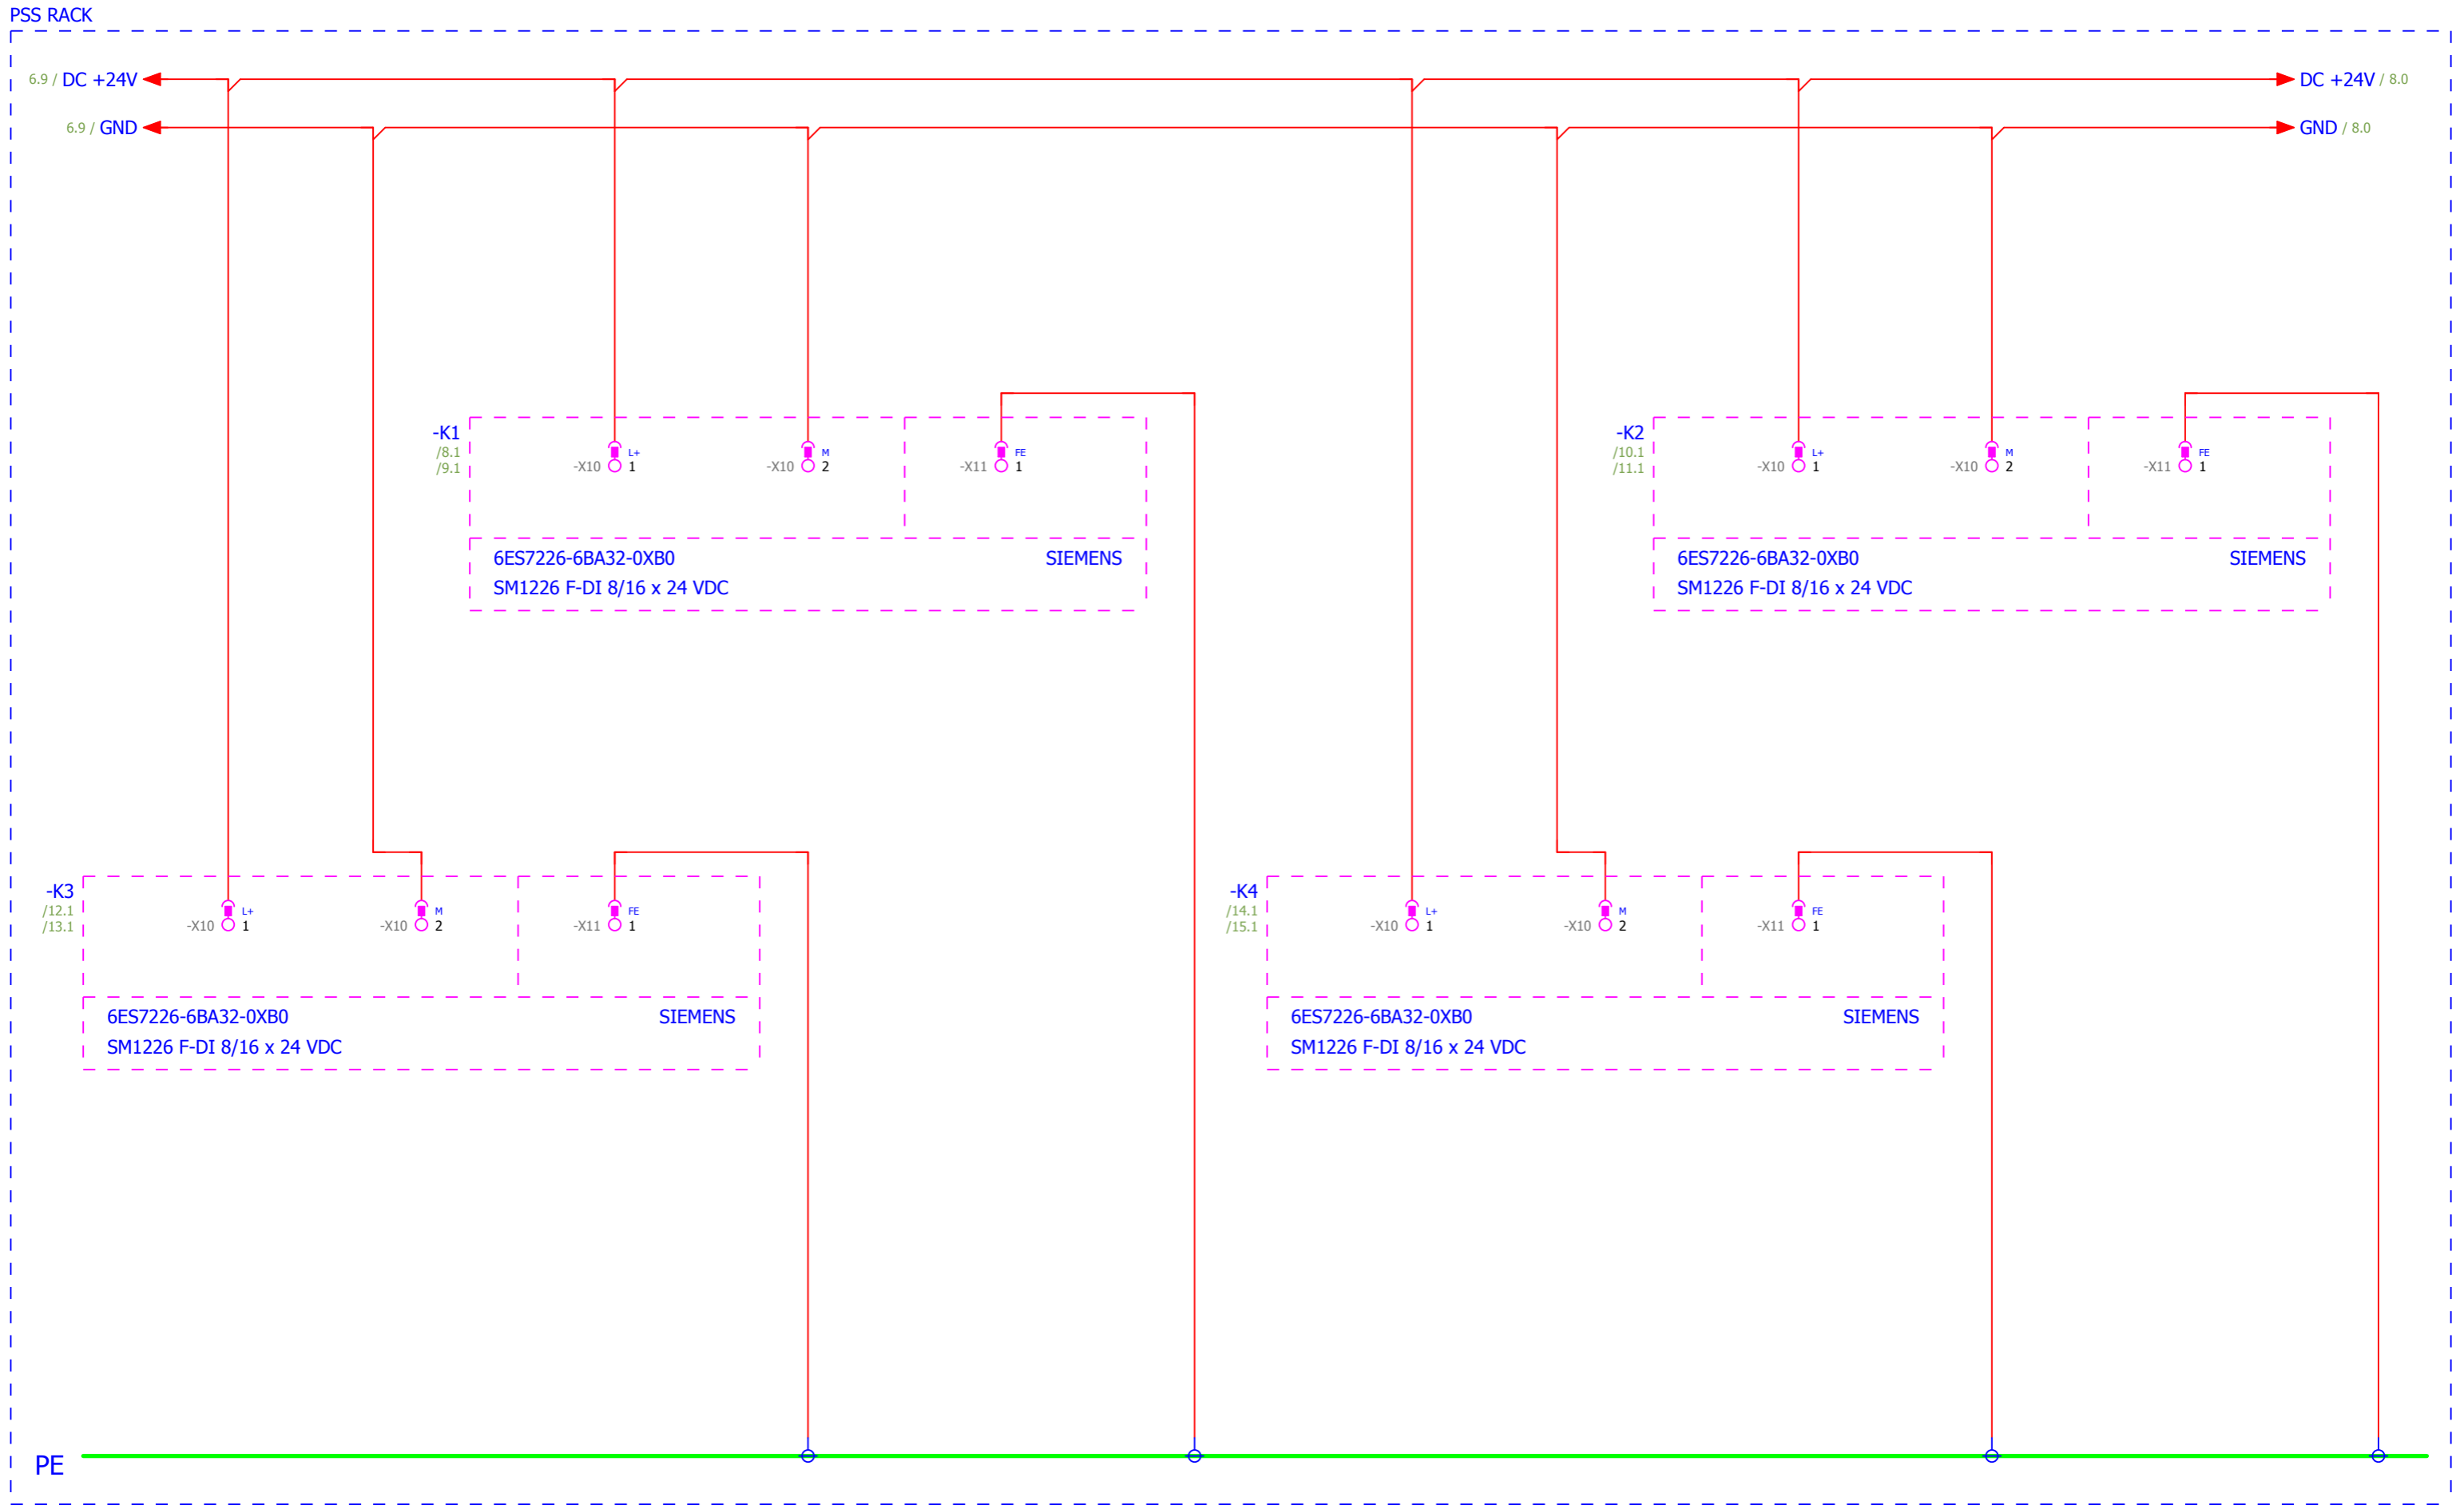 PSS RACK
6.9 / DC +24V
DC +24V / 8.0
6.9 / GND
GND / 8.0
-K1
/8.1
/9.1
L+
-X10 1
M
-X10 2
FE
-X11 1
6ES7226-6BA32-0XB0 SIEMENS
SM1226 F-DI 8/16 x 24 VDC
-K2
/10.1
/11.1
L+
-X10 1
M
-X10 2
FE
-X11 1
6ES7226-6BA32-0XB0 SIEMENS
SM1226 F-DI 8/16 x 24 VDC
-K3
/12.1
/13.1
L+
-X10 1
M
-X10 2
FE
-X11 1
6ES7226-6BA32-0XB0 SIEMENS
SM1226 F-DI 8/16 x 24 VDC
-K4
/14.1
/15.1
L+
-X10 1
M
-X10 2
FE
-X11 1
6ES7226-6BA32-0XB0 SIEMENS
SM1226 F-DI 8/16 x 24 VDC
PE